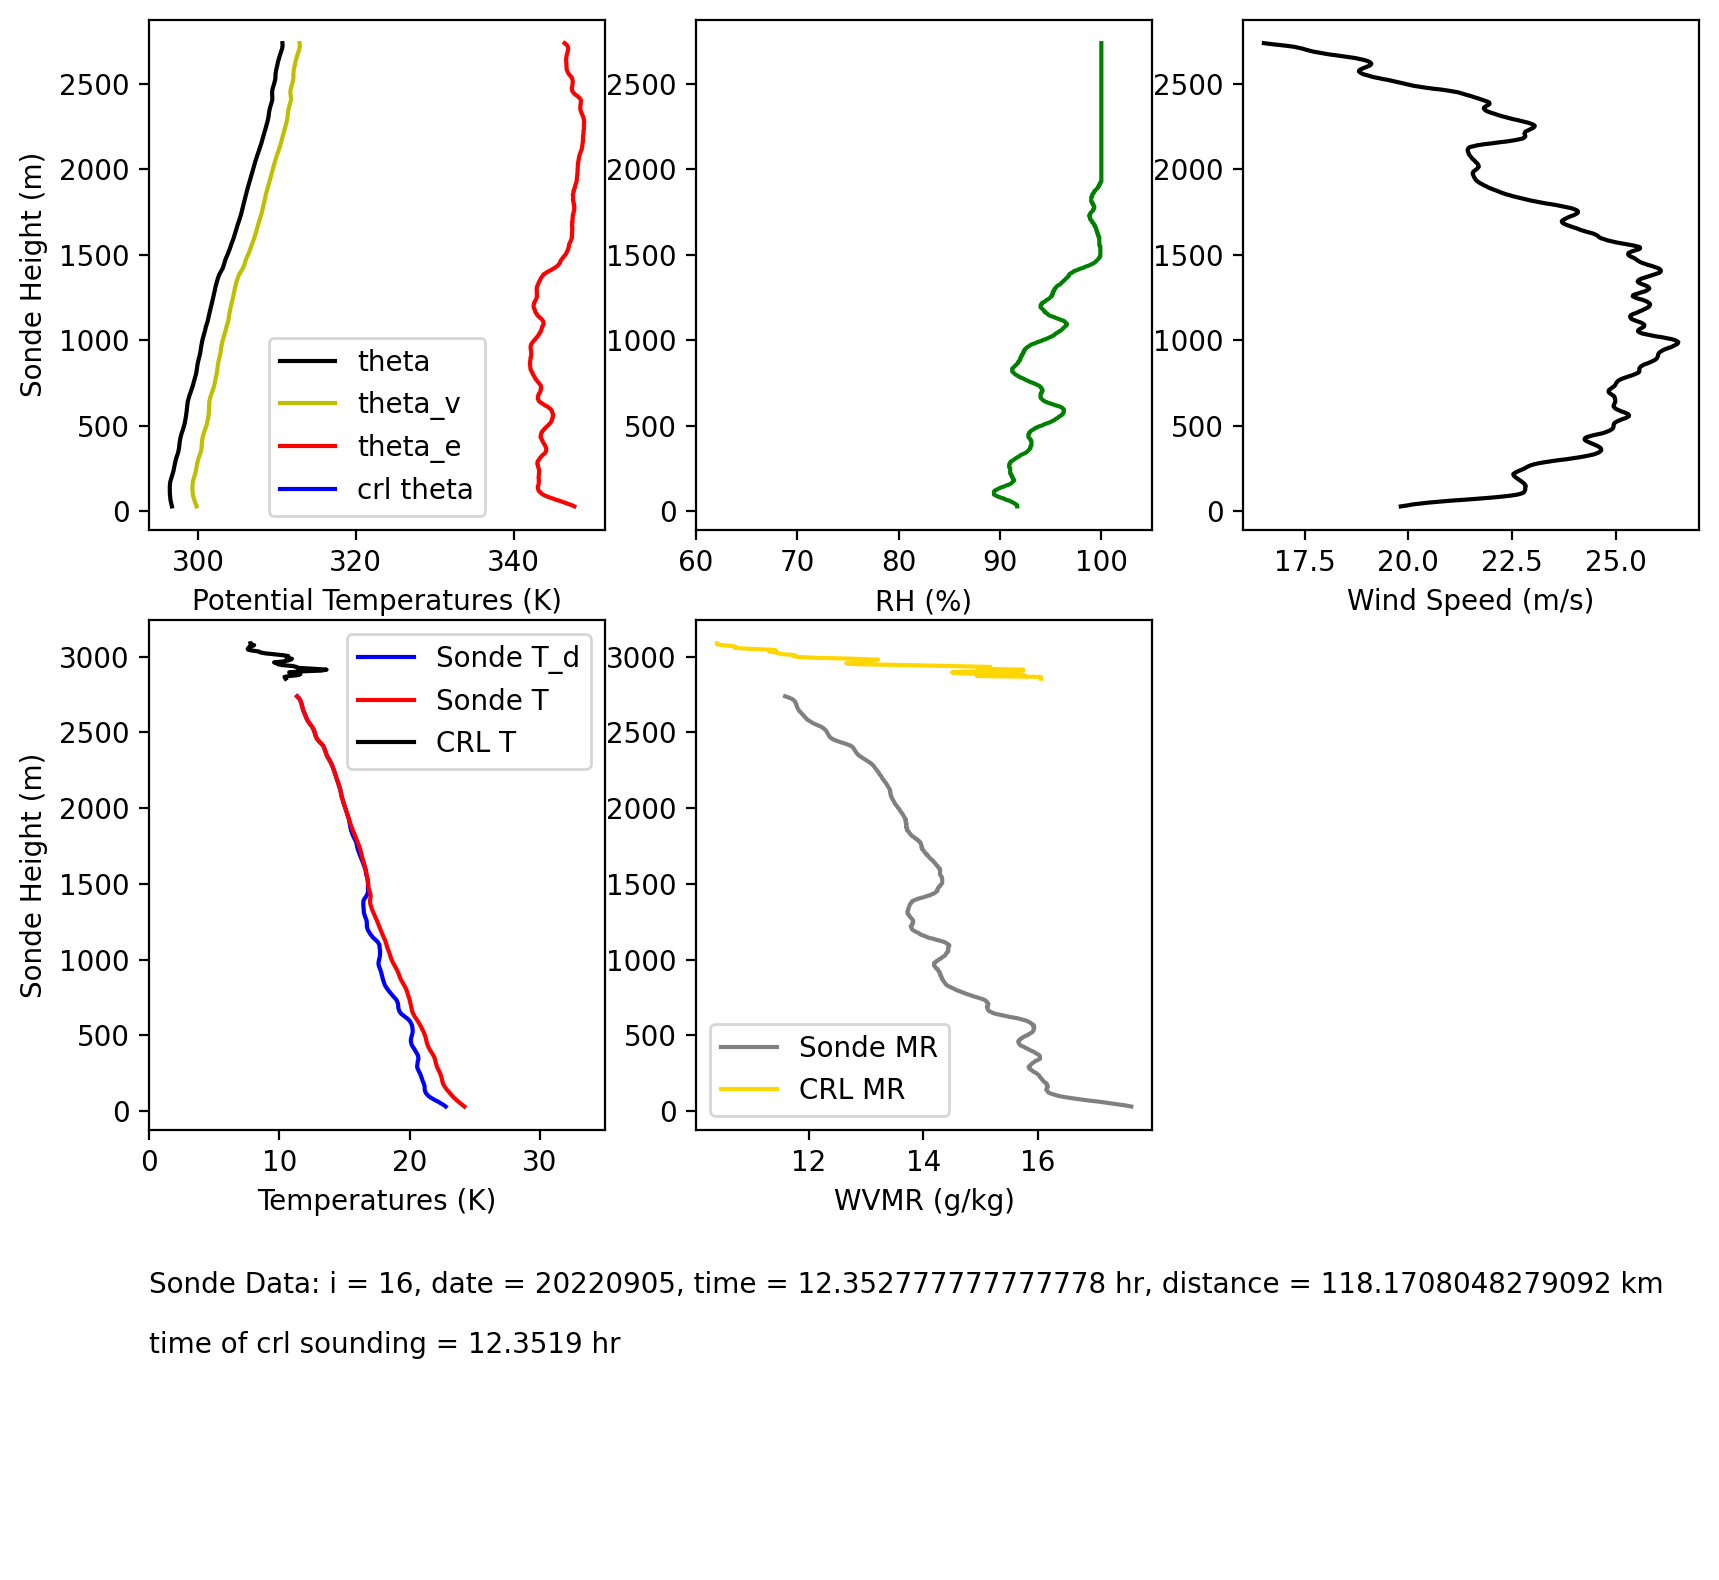 Sonde Height (m)
2500
2000
1500
1000
500
0
theta
theta_v
theta_e
crl theta
300 320 340
Potential Temperatures (K)
2500
2000
1500
1000
500
0
60 70 80 90 100
RH (%)
2500
2000
1500
1000
500
0
17.5 20.0 22.5 25.0
Wind Speed (m/s)
Sonde Height (m)
3000
2500
2000
1500
1000
500
0
Sonde T_d
Sonde T
CRL T
0 10 20 30
Temperatures (K)
3000
2500
2000
1500
1000
500
0
Sonde MR
CRL MR
12 14 16
WVMR (g/kg)
Sonde Data: i = 16, date = 20220905, time = 12.352777777777778 hr, distance = 118.1708048279092 km
time of crl sounding = 12.3519 hr